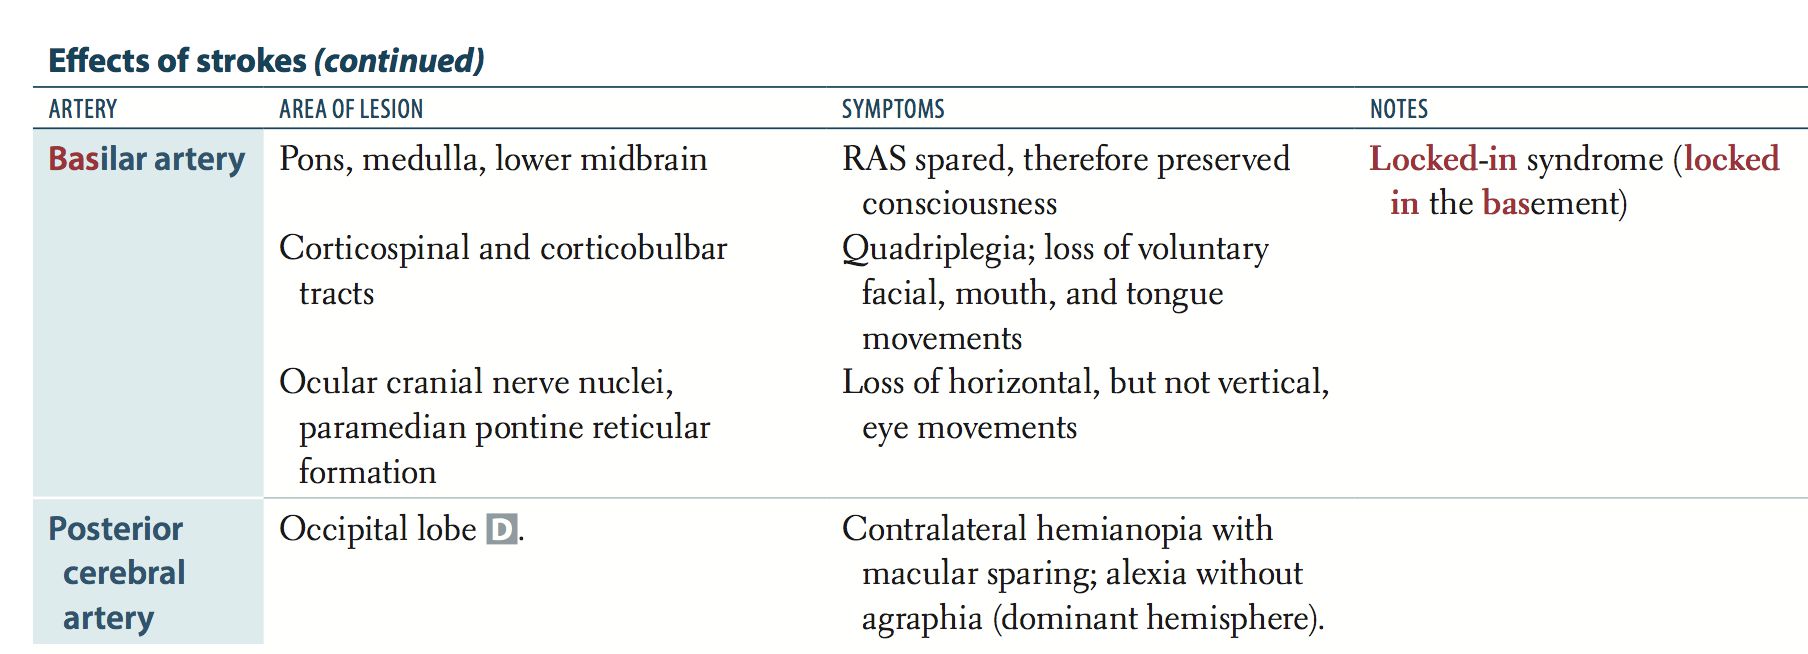 Effects of strokes (continued)
ARTERY AREA OF LESION SYMPTOMS NOTES
Basilar artery
Pons, medulla, lower midbrain
RAS spared, therefore preserved
consciousness
Locked-in syndrome (locked
in the basement)
Corticospinal and corticobulbar
tracts
Quadriplegia; loss of voluntary
facial, mouth, and tongue
movements
Ocular cranial nerve nuclei,
paramedian pontine reticular
formation
Loss of horizontal, but not vertical,
eye movements
Posterior
cerebral
artery
Occipital lobe D.
Contralateral hemianopia with
macular sparing; alexia without
agraphia (dominant hemisphere).